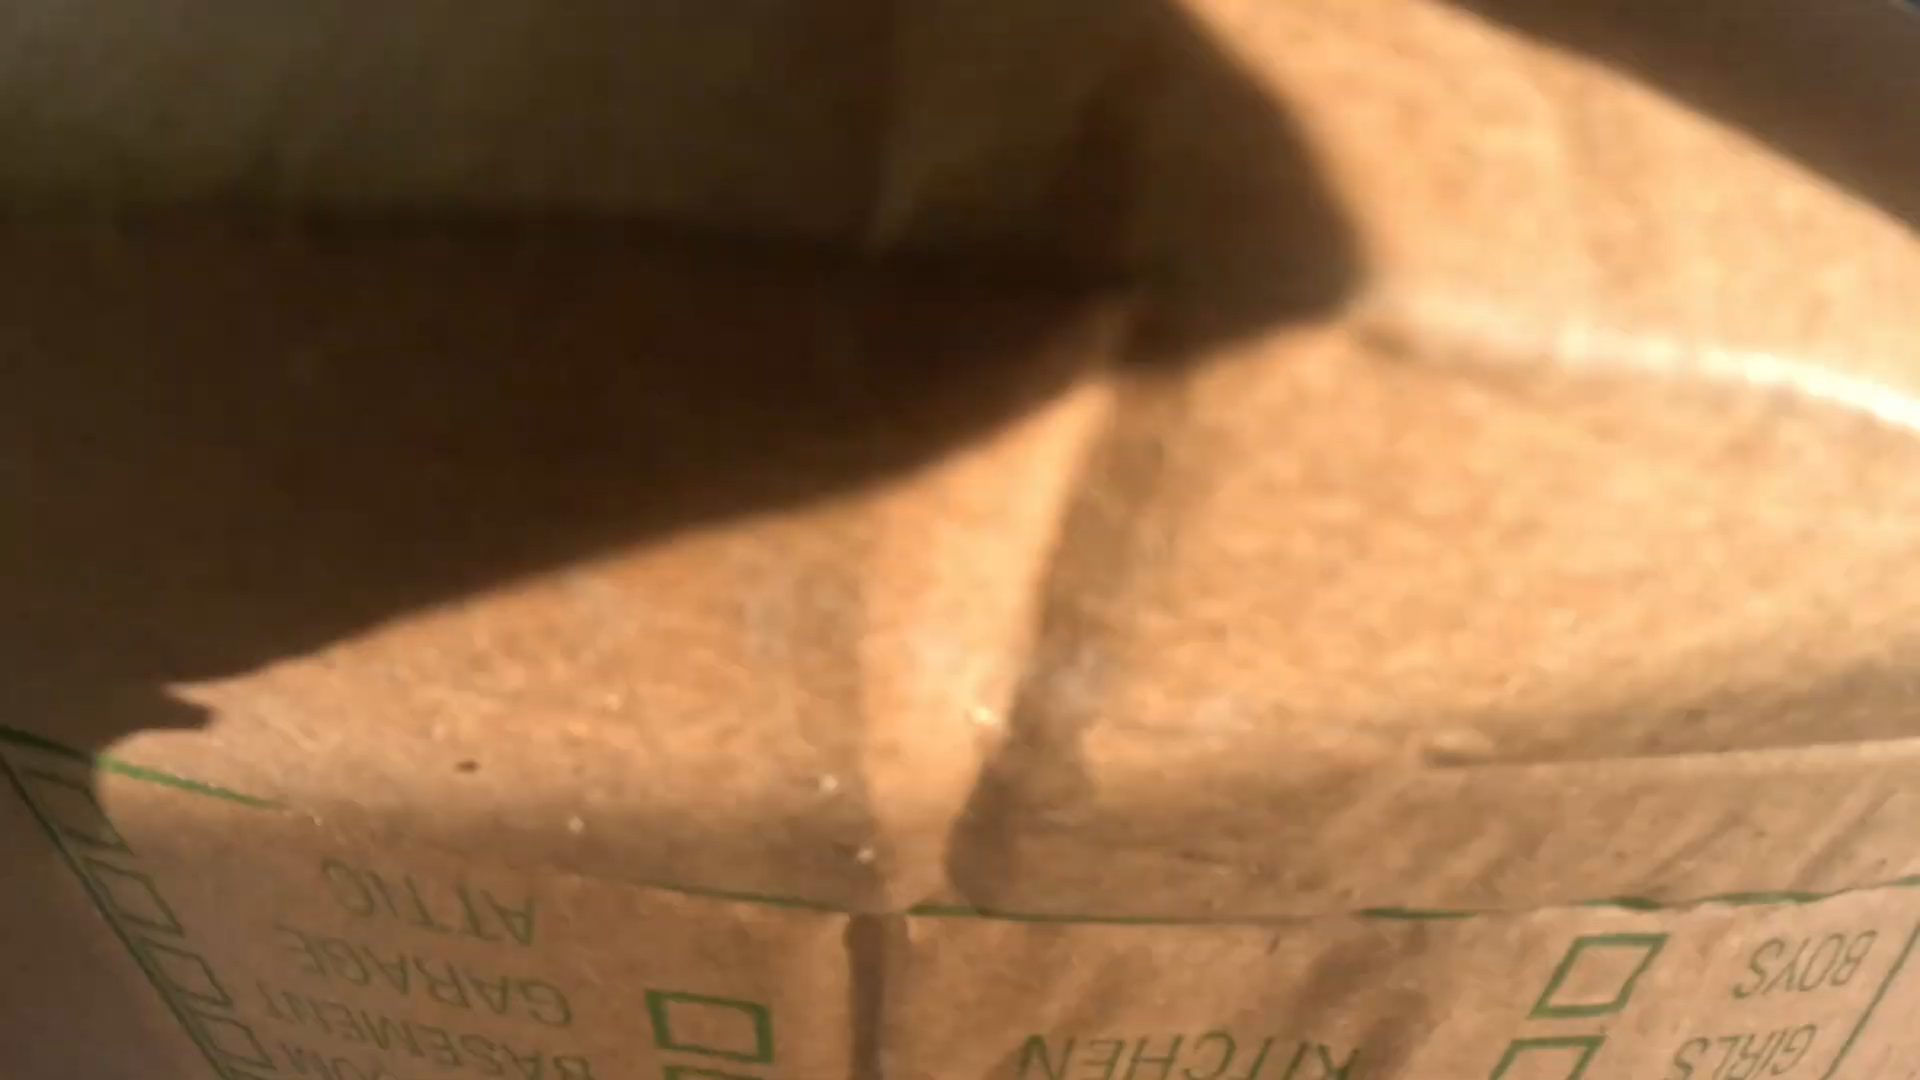 GIRLS
BOYS
KITCHEN
BASEMENT
GARAGE
ATTIC